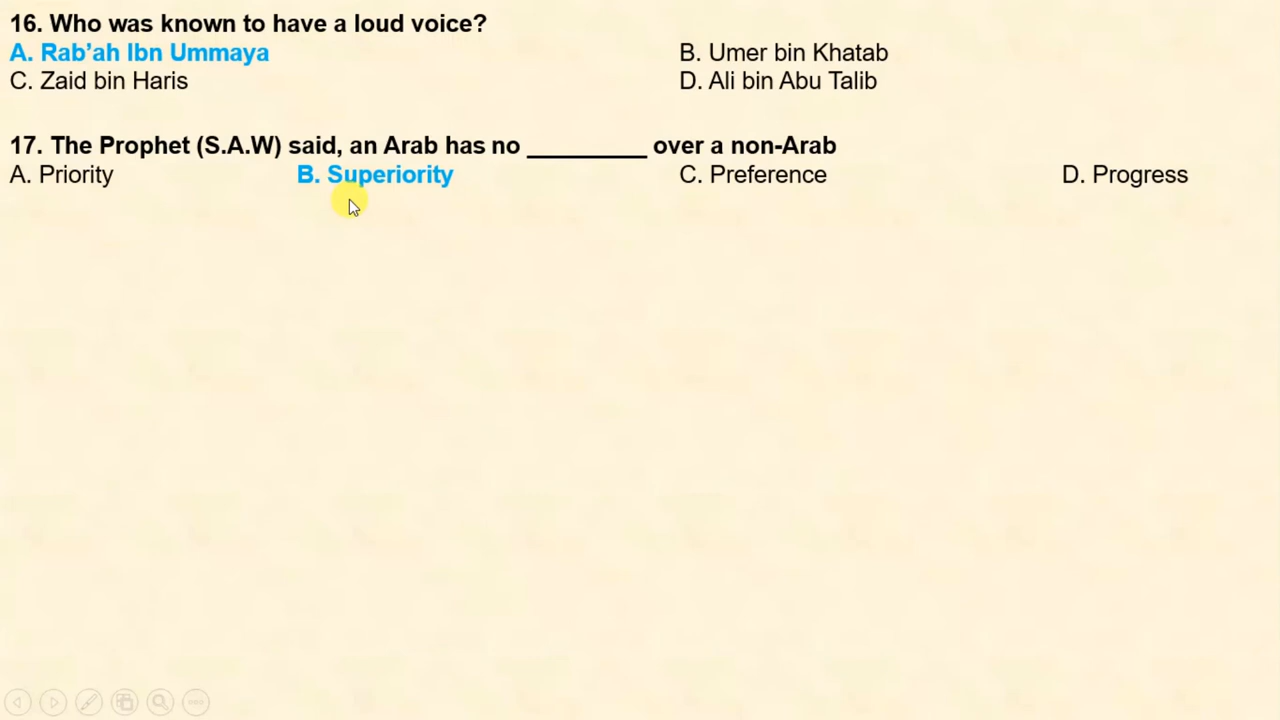 16. Who was known to have a loud voice?
A. Rab’ah Ibn Ummaya B. Umer bin Khatab
C. Zaid bin Haris D. Ali bin Abu Talib
17. The Prophet (S.A.W) said, an Arab has no _________ over a non-Arab
A. Priority B. Superiority C. Preference D. Progress